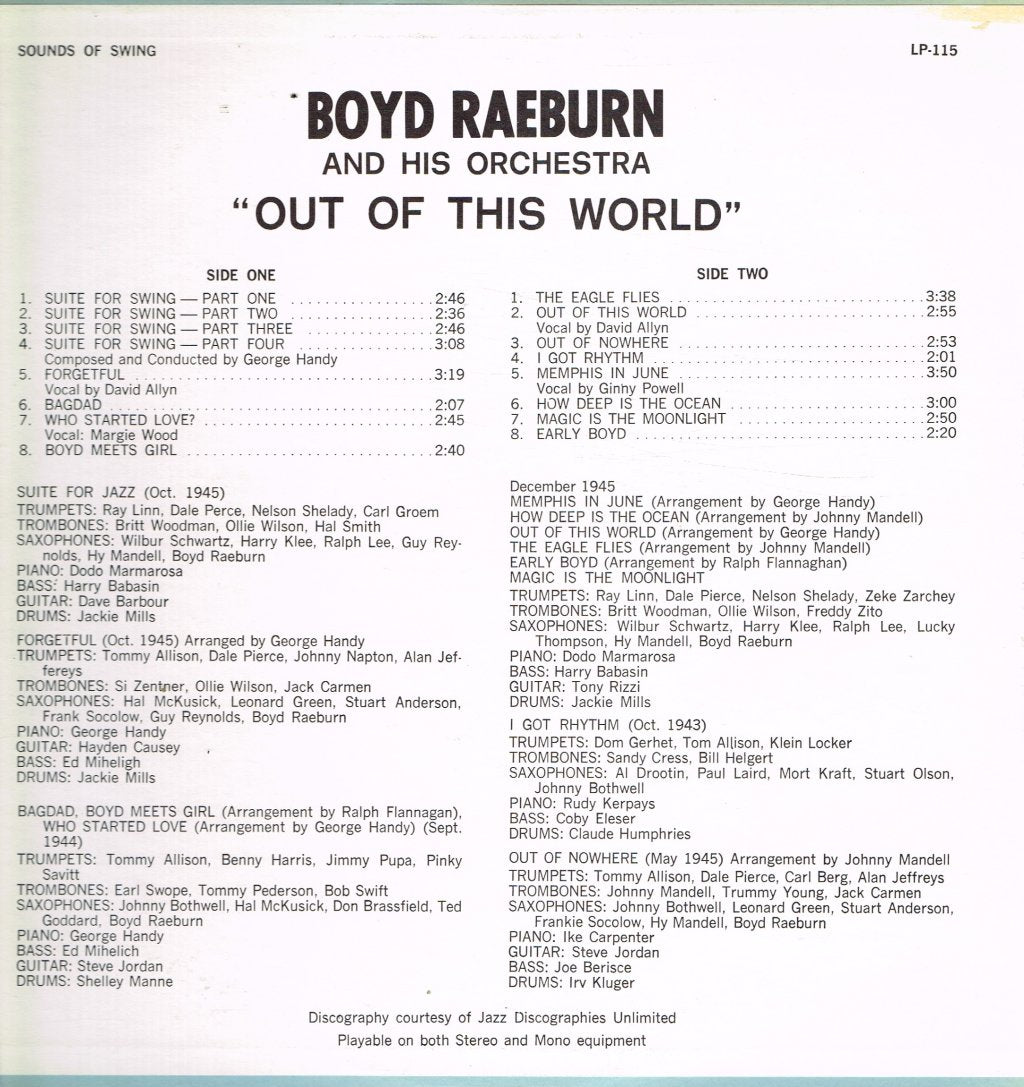 SOUNDS OF SWING
LP-115
BOYD RAEBURN
AND HIS ORCHESTRA
"OUT OF THIS WORLD"
SIDE ONE
1. SUITE FOR SWING — PART ONE 2:46
2. SUITE FOR SWING — PART TWO 2:36
3. SUITE FOR SWING — PART THREE 2:46
4. SUITE FOR SWING — PART FOUR 3:08
Composed and Conducted by George Handy
5. FORGETFUL 3:19
Vocal by David Allyn
6. BAGDAD 2:07
7. WHO STARTED LOVE? 2:45
Vocal: Margie Wood
8. BOYD MEETS GIRL 2:40
SUITE FOR JAZZ (Oct. 1945)
TRUMPETS: Ray Linn, Dale Perce, Nelson Shelady, Carl Groem
TROMBONES: Britt Woodman, Ollie Wilson, Hal Smith
SAXOPHONES: Wilbur Schwartz, Harry Klee, Ralph Lee, Guy Rey-
nolds, Hy Mandell, Boyd Raeburn
PIANO: Dodo Marmarosa
BASS: Harry Babasin
GUITAR: Dave Barbour
DRUMS: Jackie Mills
FORGETFUL (Oct. 1945) Arranged by George Handy
TRUMPETS: Tommy Allison, Dale Pierce, Johnny Napton, Alan Jef-
fereys
TROMBONES: Si Zentner, Ollie Wilson, Jack Carmen
SAXOPHONES: Hal McKusick, Leonard Green, Stuart Anderson,
Frank Socolow, Guy Reynolds, Boyd Raeburn
PIANO: George Handy
GUITAR: Hayden Causey
BASS: Ed Miheligh
DRUMS: Jackie Mills
BAGDAD, BOYD MEETS GIRL (Arrangement by Ralph Flannagan),
WHO STARTED LOVE (Arrangement by George Handy) (Sept.
1944)
TRUMPETS: Tommy Allison, Benny Harris, Jimmy Pupa, Pinky
Savitt
TROMBONES: Earl Swope, Tommy Pederson, Bob Swift
SAXOPHONES: Johnny Bothwell, Hal McKusick, Don Brassfield, Ted
Goddard, Boyd Raeburn
PIANO: George Handy
BASS: Ed Mihelich
GUITAR: Steve Jordan
DRUMS: Shelley Manne
SIDE TWO
1. THE EAGLE FLIES 3:38
2. OUT OF THIS WORLD 2:55
Vocal by David Allyn
3. OUT OF NOWHERE 2:53
4. I GOT RHYTHM 2:01
5. MEMPHIS IN JUNE 3:50
Vocal by Ginny Powell
6. HOW DEEP IS THE OCEAN 3:00
7. MAGIC IS THE MOONLIGHT 2:50
8. EARLY BOYD 2:20
December 1945
MEMPHIS IN JUNE (Arrangement by George Handy)
HOW DEEP IS THE OCEAN (Arrangement by Johnny Mandell)
OUT OF THIS WORLD (Arrangement by George Handy)
THE EAGLE FLIES (Arrangement by Johnny Mandell)
EARLY BOYD (Arrangement by Ralph Flannaghan)
MAGIC IS THE MOONLIGHT
TRUMPETS: Ray Linn, Dale Pierce, Nelson Shelady, Zeke Zarchey
TROMBONES: Britt Woodman, Ollie Wilson, Freddy Zito
SAXOPHONES: Wilbur Schwartz, Harry Klee, Ralph Lee, Lucky
Thompson, Hy Mandell, Boyd Raeburn
PIANO: Dodo Marmarosa
BASS: Harry Babasin
GUITAR: Tony Rizzi
DRUMS: Jackie Mills
I GOT RHYTHM (Oct. 1943)
TRUMPETS: Dom Gerhet, Tom Allison, Klein Locker
TROMBONES: Sandy Cress, Bill Helgert
SAXOPHONES: Al Drootin, Paul Laird, Mort Kraft, Stuart Olson,
Johnny Bothwell
PIANO: Rudy Kerpays
BASS: Coby Eleser
DRUMS: Claude Humphries
OUT OF NOWHERE (May 1945) Arrangement by Johnny Mandell
TRUMPETS: Tommy Allison, Dale Pierce, Carl Berg, Alan Jeffreys
TROMBONES: Johnny Mandell, Trummy Young, Jack Carmen
SAXOPHONES: Johnny Bothwell, Leonard Green, Stuart Anderson,
Frankie Socolow, Hy Mandell, Boyd Raeburn
PIANO: Ike Carpenter
GUITAR: Steve Jordan
BASS: Joe Berisce
DRUMS: Irv Kluger
Discography courtesy of Jazz Discographies Unlimited
Playable on both Stereo and Mono equipment